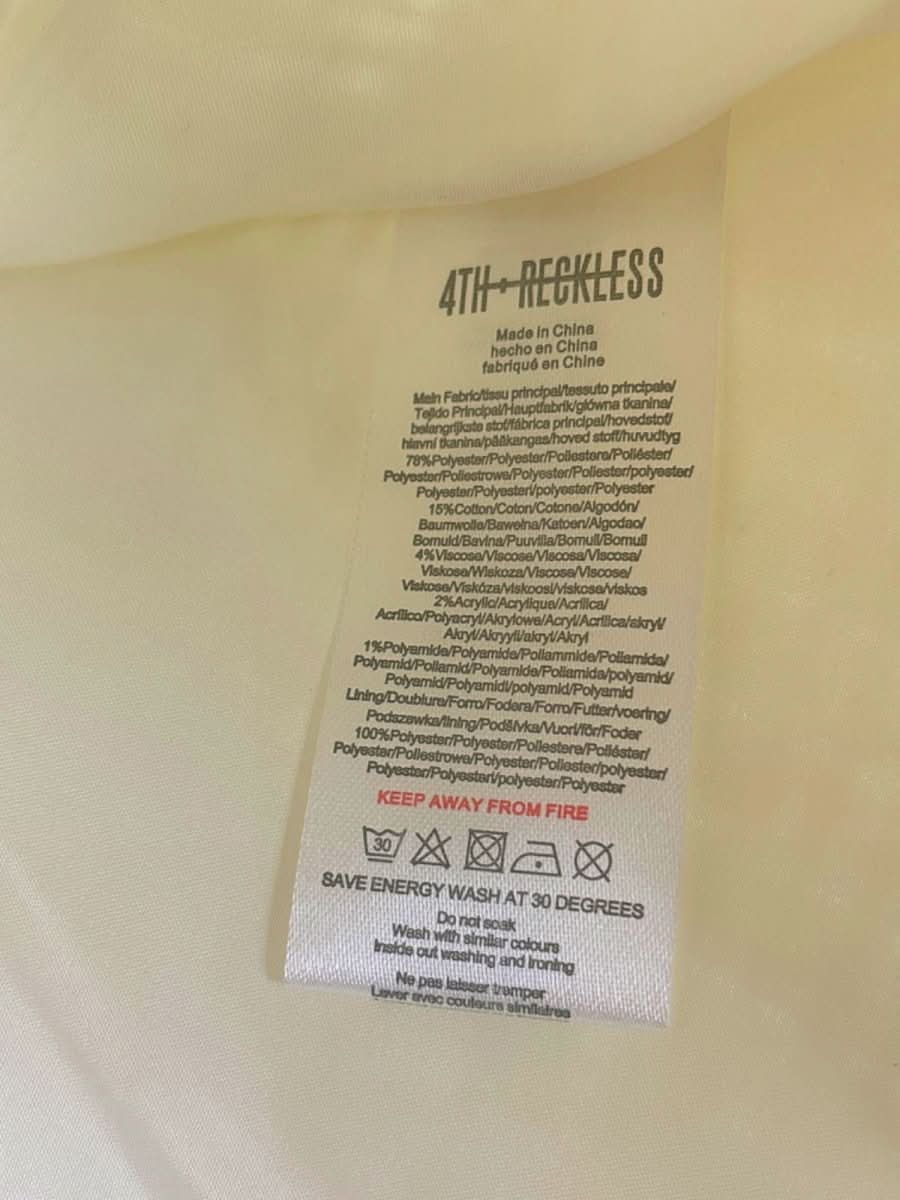 4TH+RECKLESS
Made in China
hecho en China
fabriqué en Chine
Main Fabric/tissu principal/tessuto principale/
Tejido Principal/Hauptfabrik/główna tkanina/
belangrijkste stof/fábrica principal/hovedstof/
hlavní tkanina/pääkangas/hoved stoff/huvudtyg
78%Polyester/Polyester/Poliestere/Poliéster/
Polyester/Poliestrowe/Polyester/Poliester/polyester/
Polyester/Polyesteri/polyester/Polyester
15%Cotton/Coton/Cotone/Algodón/
Baumwolle/Bawełna/Katoen/Algodao/
Bomuld/Bavlna/Puuvilla/Bomull/Bomull
4%Viscose/Viscose/Viscosa/Viscosa/
Viskose/Wiskoza/Viscose/Viscose/
Viskose/Viskóza/viskoosi/viskose/viskos
2%Acrylic/Acrylique/Acrilica/
Acrílico/Polyacryl/Akrylowe/Acryl/Acrílica/akryl/
Akryl/Akryyli/akryl/Akryl
1%Polyamide/Polyamide/Poliammide/Poliamida/
Polyamid/Poliamid/Polyamide/Poliamida/polyamid/
Polyamid/Polyamidi/polyamid/Polyamid
Lining/Doublure/Forro/Fodera/Forro/Futter/voering/
Podszewka/lining/Podšívka/Vuori/fôr/Foder
100%Polyester/Polyester/Poliestere/Poliéster/
Polyester/Poliestrowe/Polyester/Poliester/polyester/
Polyester/Polyesteri/polyester/Polyester
KEEP AWAY FROM FIRE
30
SAVE ENERGY WASH AT 30 DEGREES
Do not soak
Wash with similar colours
Inside out washing and Ironing
Ne pas laisser tremper
Laver avec couleurs similaires